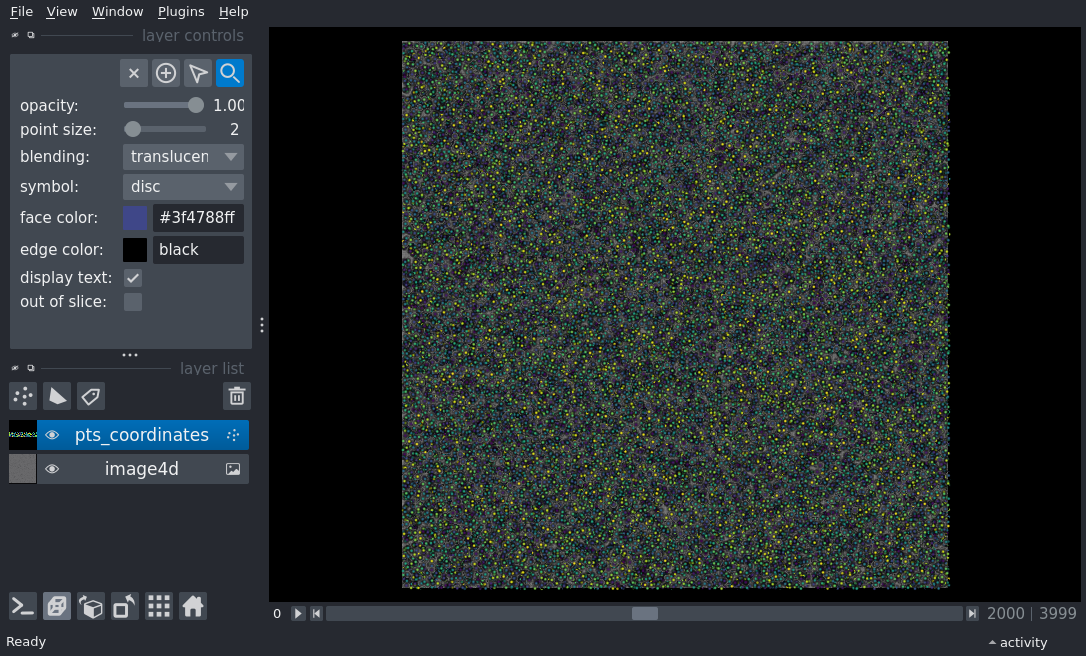 File View Window Plugins Help
layer controls
opacity: 1.00
point size: 2
blending: translucen
symbol: disc
face color: #3f4788ff
edge color: black
display text:
out of slice:
layer list
pts_coordinates
image4d
0 2000 | 3999
Ready
activity